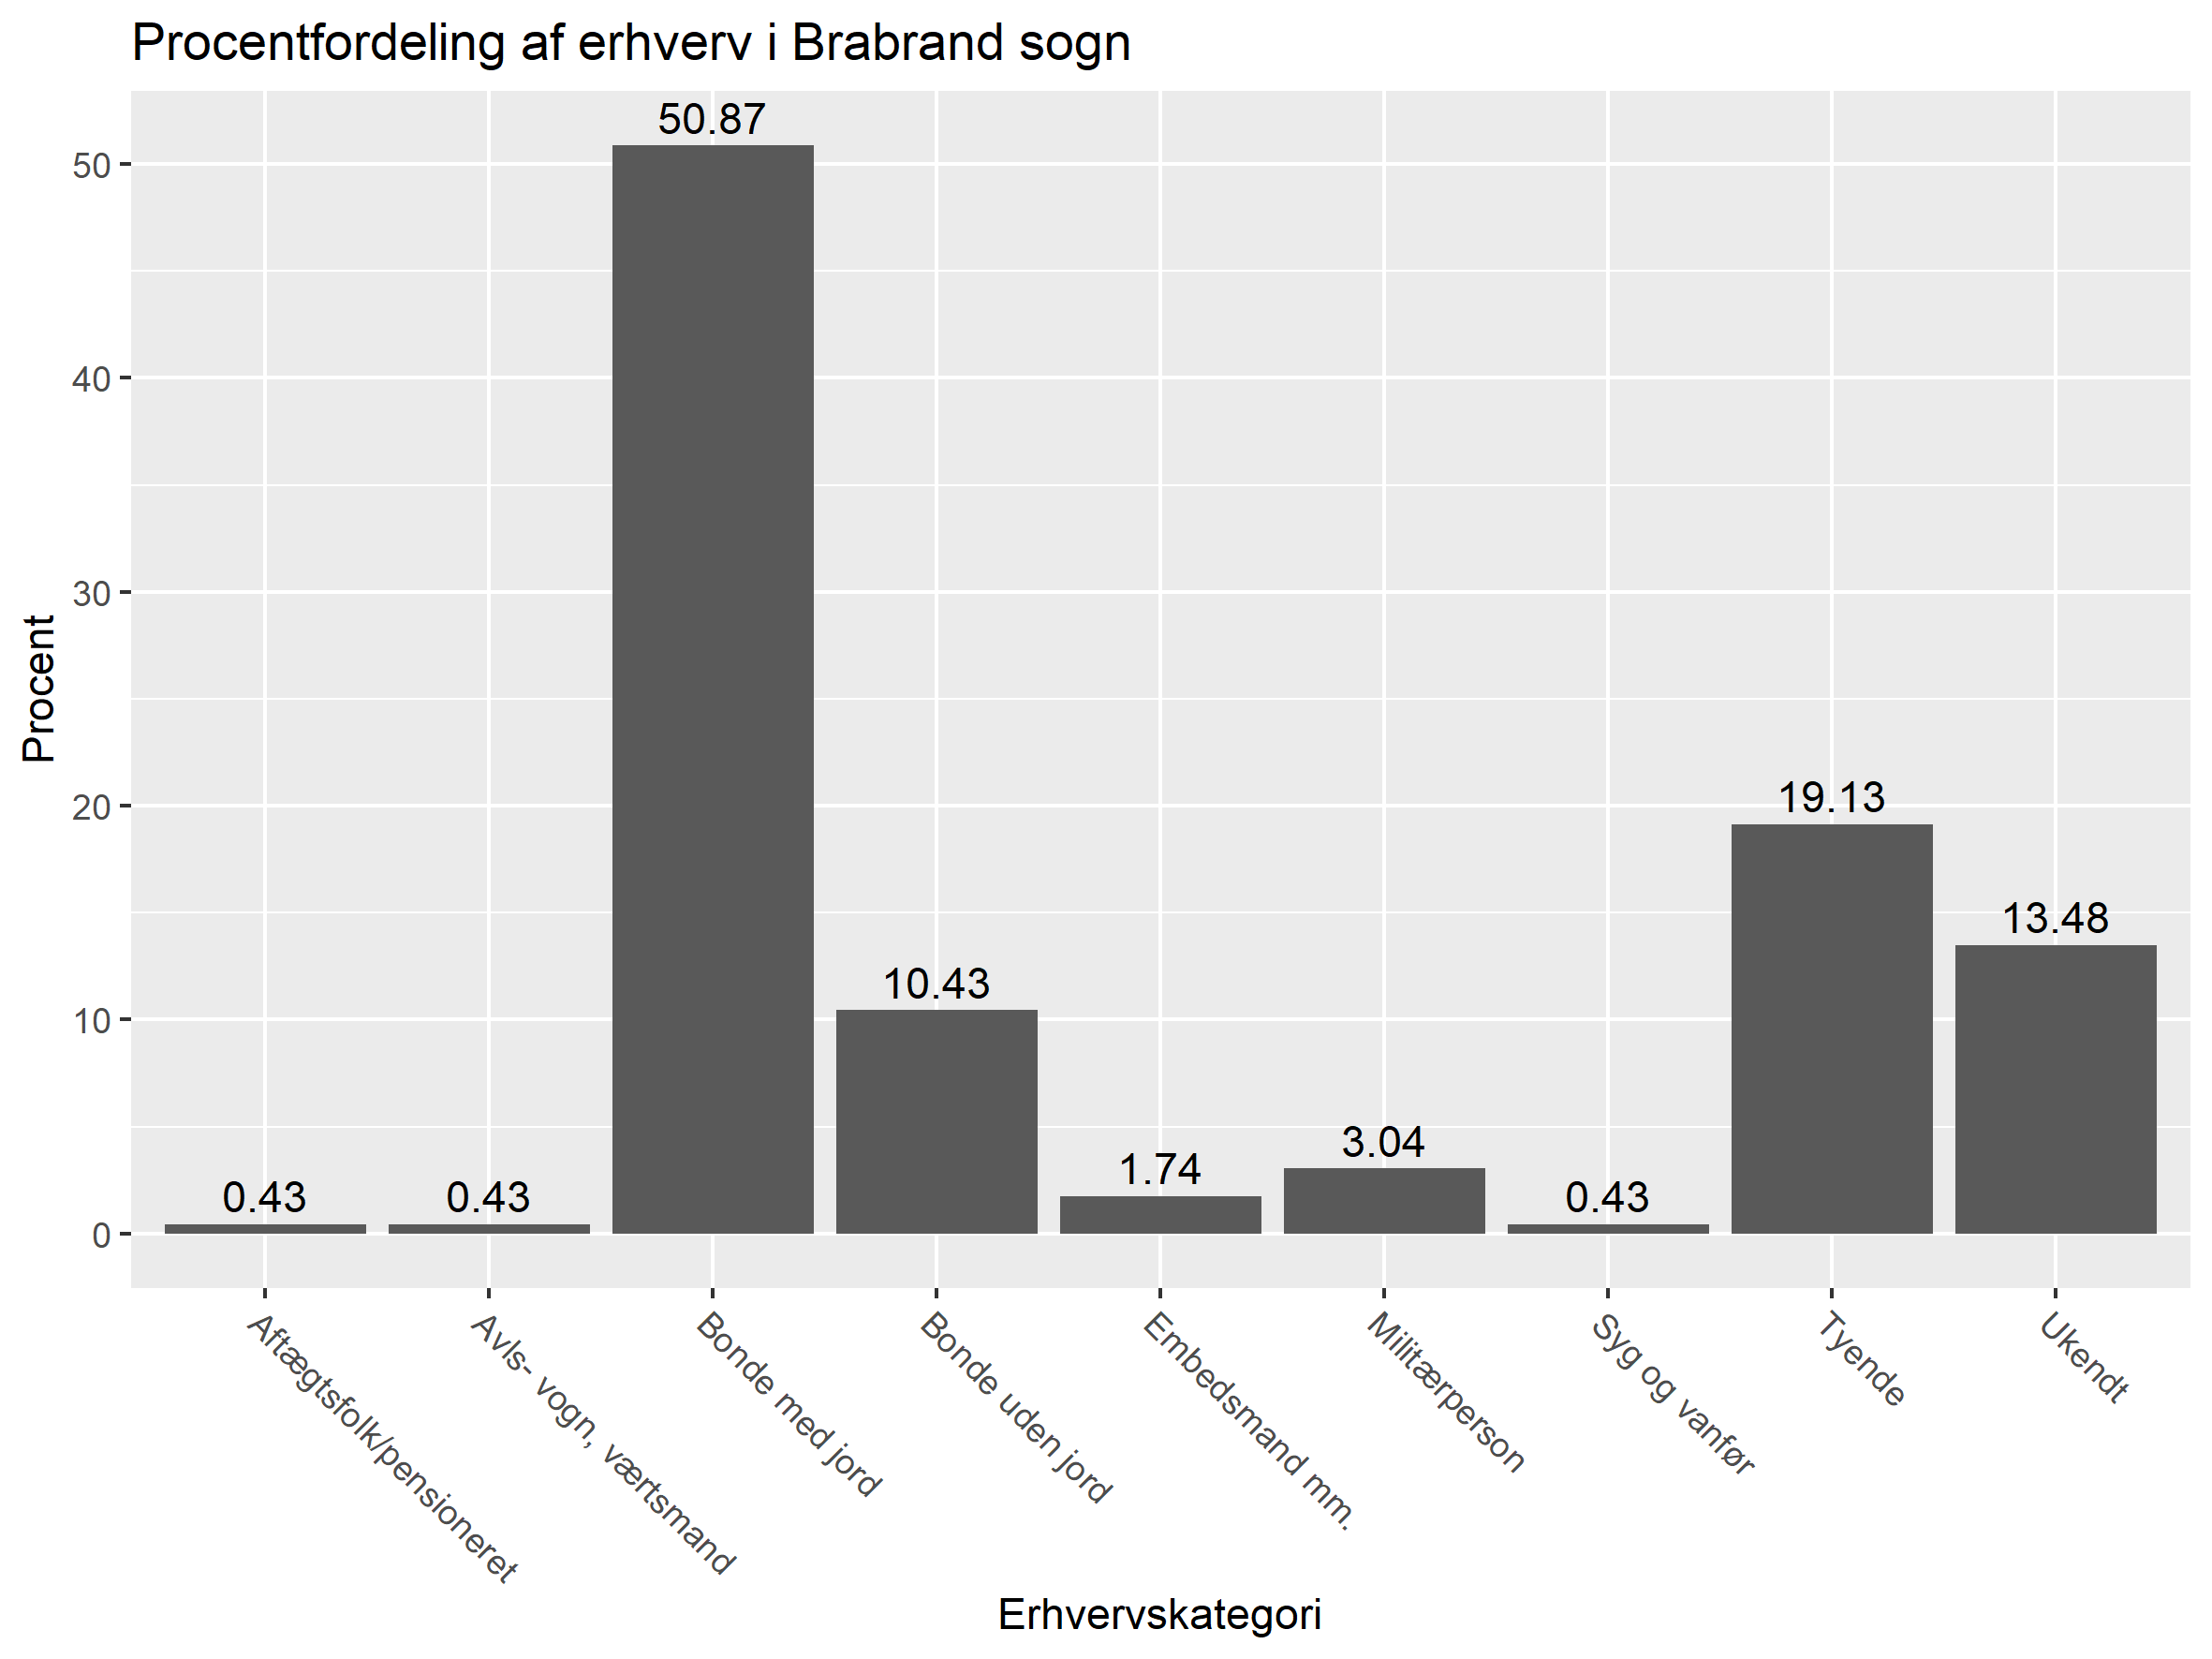 Procentfordeling af erhverv i Brabrand sogn
Procent
50
40
30
20
10
0
0.43
0.43
50.87
10.43
1.74
3.04
0.43
19.13
13.48
Aftægtsfolk/pensioneret
Avls- vogn, værtsmand
Bonde med jord
Bonde uden jord
Embedsmand mm.
Militærperson
Syg og vanfør
Tyende
Ukendt
Erhvervskategori